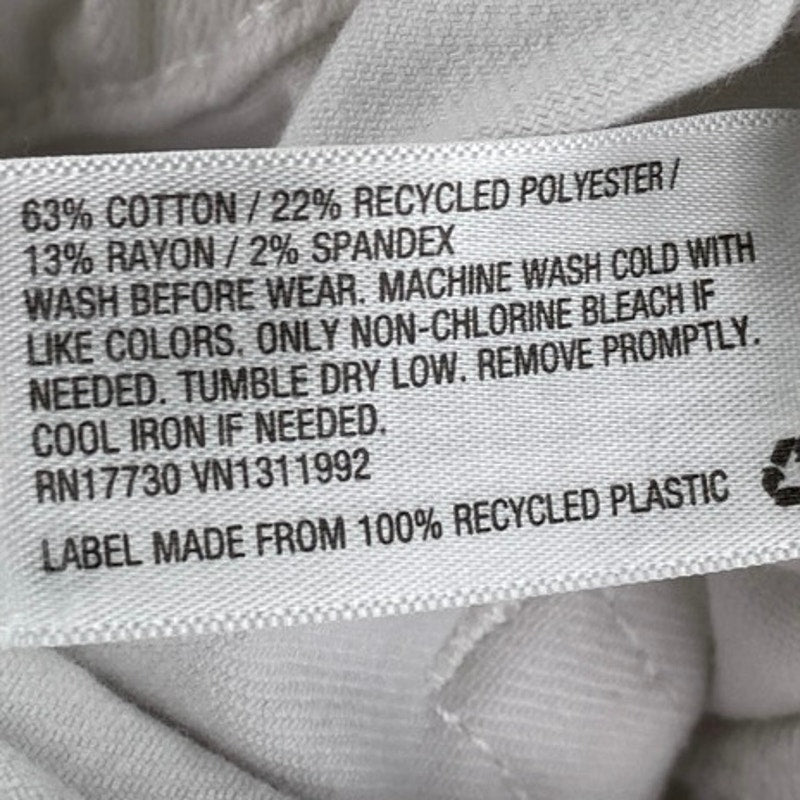 63% COTTON / 22% RECYCLED POLYESTER /
13% RAYON / 2% SPANDEX
WASH BEFORE WEAR. MACHINE WASH COLD WITH
LIKE COLORS. ONLY NON-CHLORINE BLEACH IF
NEEDED. TUMBLE DRY LOW. REMOVE PROMPTLY.
COOL IRON IF NEEDED.
RN17730 VN1311992
LABEL MADE FROM 100% RECYCLED PLASTIC